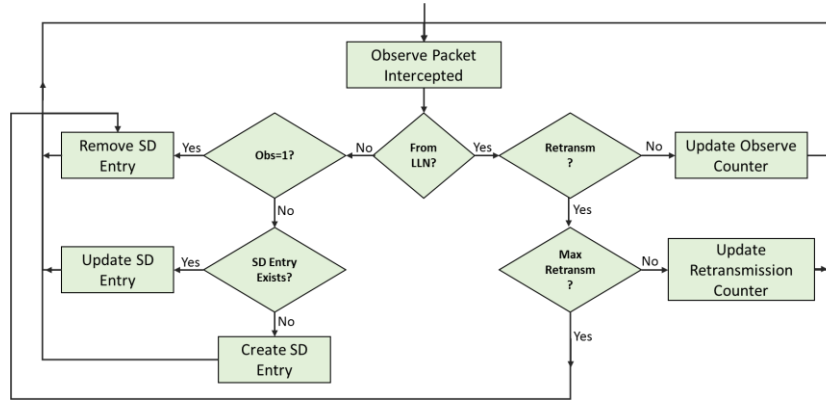 Observe Packet
Intercepted
Remove SD
Entry
Yes
Obs=1?
No
From
LLN?
Yes
Retransm
?
No
Update Observe
Counter
No
Yes
Update SD
Entry
Yes
SD Entry
Exists?
Max
Retransm
?
No
Update
Retransmission
Counter
No
Yes
Create SD
Entry